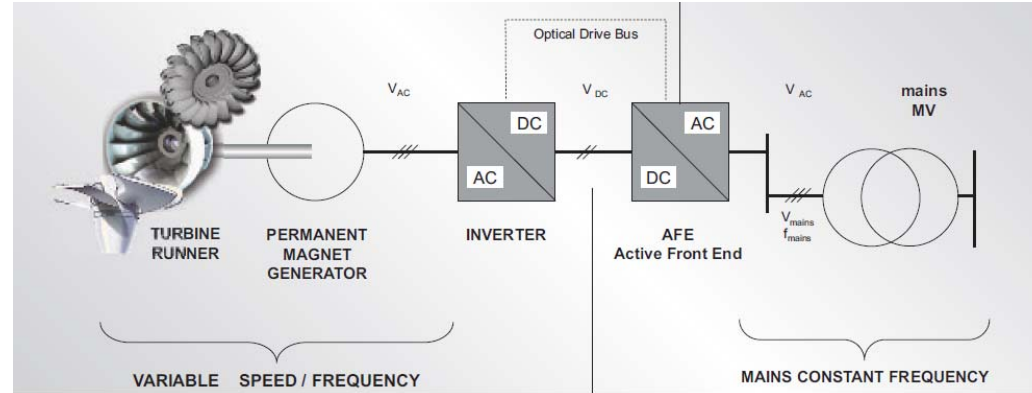 Optical Drive Bus
V AC
V DC
V AC
mains
MV
DC
AC
AC
DC
V mains
f mains
TURBINE
RUNNER
PERMANENT
MAGNET
GENERATOR
INVERTER
AFE
Active Front End
VARIABLE SPEED / FREQUENCY
MAINS CONSTANT FREQUENCY